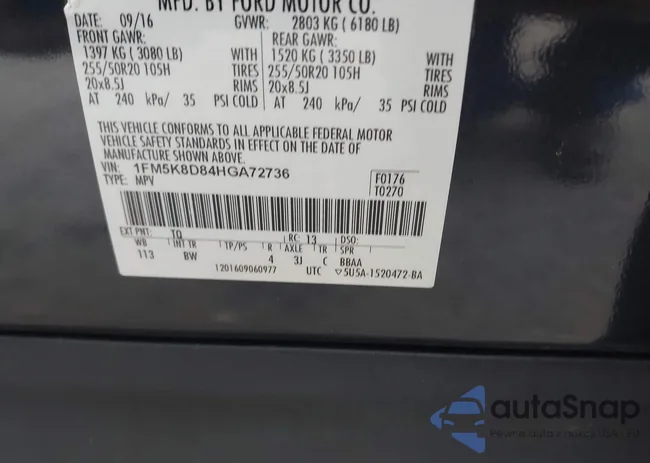 MFD. BY FORD MOTOR CO.
DATE: 09/16 GVWR: 2803 KG ( 6180 LB)
FRONT GAWR: REAR GAWR:
1397 KG ( 3080 LB) WITH 1520 KG ( 3350 LB) WITH
255/50R20 105H TIRES 255/50R20 105H TIRES
20x8.5J RIMS 20x8.5J RIMS
AT 240 kPa/ 35 PSI COLD AT 240 kPa/ 35 PSI COLD
THIS VEHICLE CONFORMS TO ALL APPLICABLE FEDERAL MOTOR
VEHICLE SAFETY STANDARDS IN EFFECT ON THE DATE OF
MANUFACTURE SHOWN ABOVE.
VIN: 1FM5K8D84HGA72736 F0176
TYPE: MPV T0270
EXT PNT: TQ RC: 13 DSO:
WB INT TR TP/PS R AXLE TR SPR
113 BW 4 3J C BBAA
1201609060977 UTC ▽5U5A-1520472-BA
autoSnap
Pewne auta z aukcji USA i EU